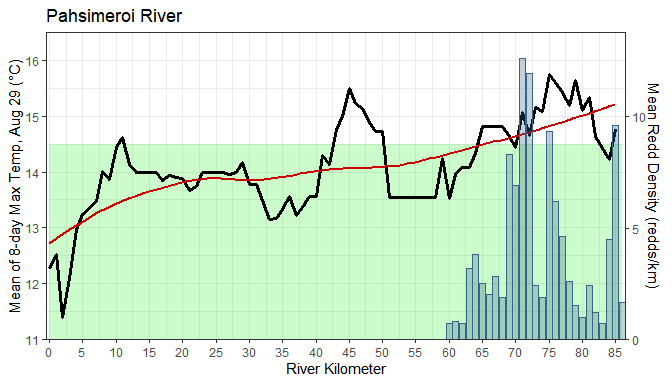 Pahsimeroi River
Mean of 8-day Max Temp, Aug 29 (°C)
16
15
14
13
12
11
10
5
0
Mean Redd Density (redds/km)
0 5 10 15 20 25 30 35 40 45 50 55 60 65 70 75 80 85
River Kilometer